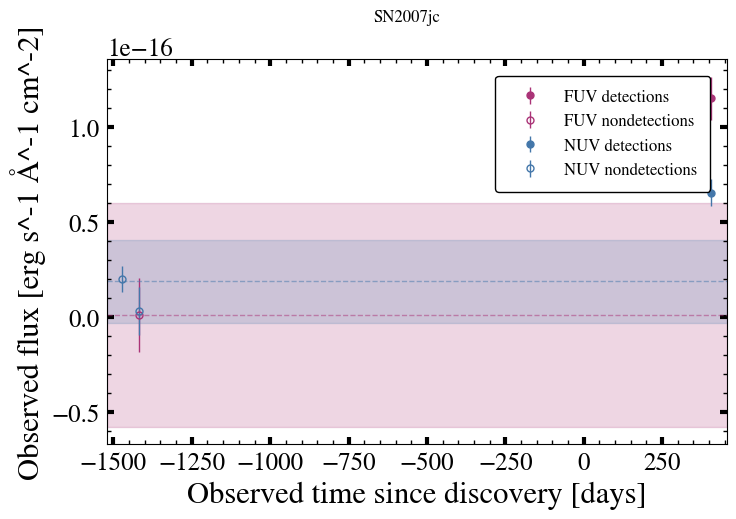 SN2007jc
1e−16
Observed flux [erg s^-1 Å^-1 cm^-2]
1.0
0.5
0.0
−0.5
FUV detections
FUV nondetections
NUV detections
NUV nondetections
−1500 −1250 −1000 −750 −500 −250 0 250
Observed time since discovery [days]